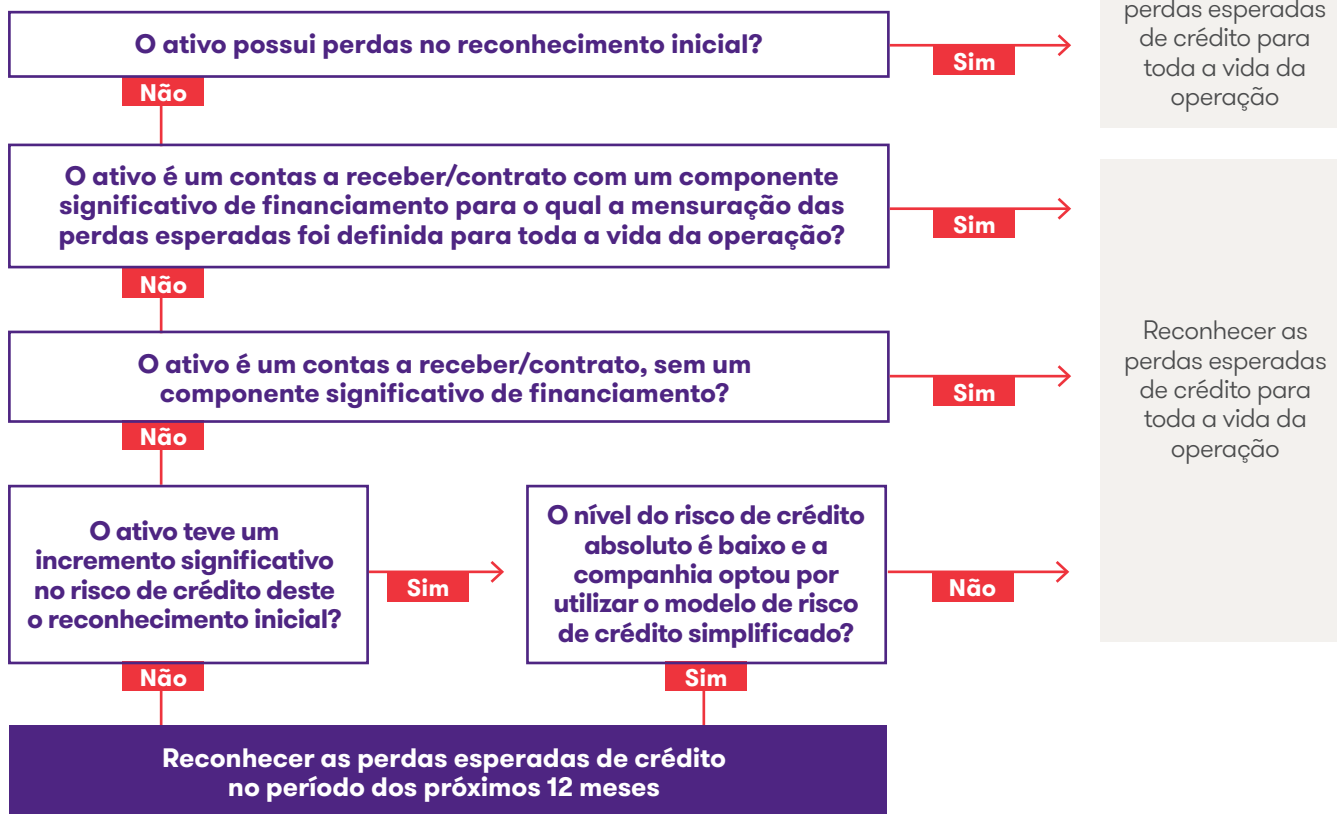 O ativo possui perdas no reconhecimento inicial?
Sim
perdas esperadas
de crédito para
toda a vida da
operação
Não
O ativo é um contas a receber/contrato com um componente
significativo de financiamento para o qual a mensuração das
perdas esperadas foi definida para toda a vida da operação?
Sim
Não
O ativo é um contas a receber/contrato, sem um
componente significativo de financiamento?
Sim
Reconhecer as
perdas esperadas
de crédito para
toda a vida da
operação
Não
O ativo teve um
incremento significativo
no risco de crédito deste
o reconhecimento inicial?
Sim
O nível do risco de crédito
absoluto é baixo e a
companhia optou por
utilizar o modelo de risco
de crédito simplificado?
Não
Não
Sim
Reconhecer as perdas esperadas de crédito
no período dos próximos 12 meses